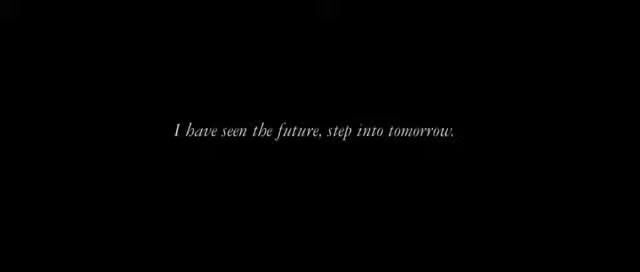 I have seen the future, step into tomorrow.